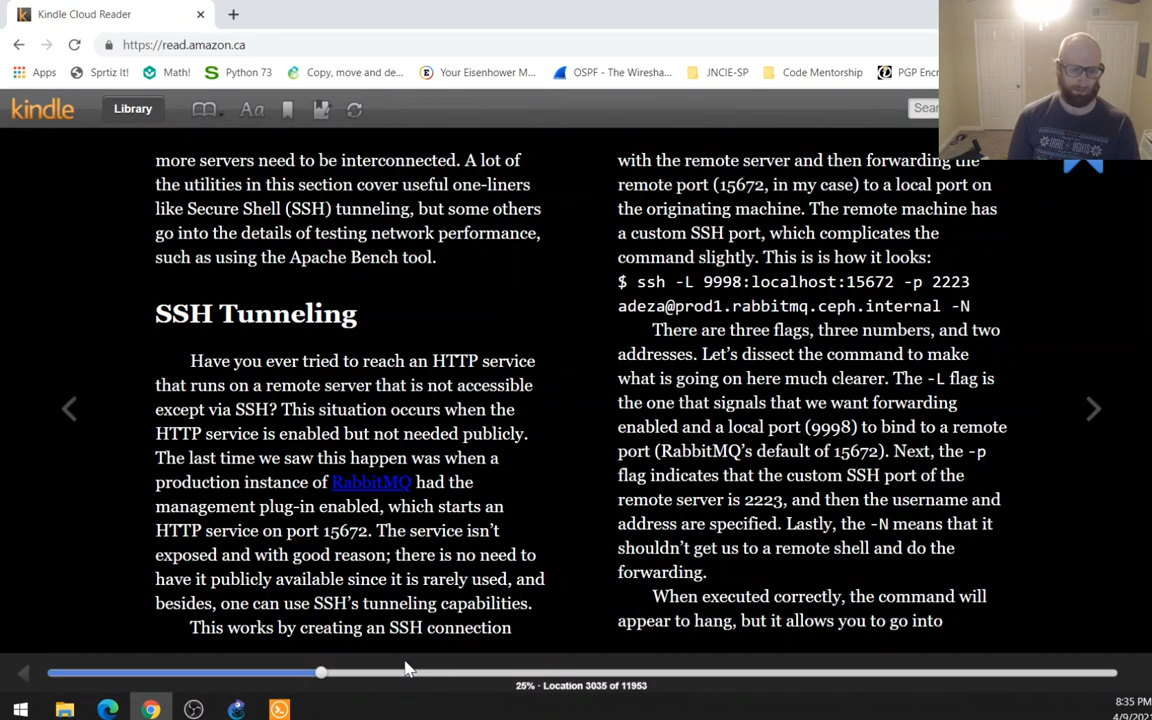 Kindle Cloud Reader
https://read.amazon.ca
Apps
Sprtiz It!
Math!
Python 73
Copy, move and de...
Your Eisenhower M...
OSPF - The Wiresha...
JNCIE-SP
Code Mentorship
PGP Encr
kindle
Library
Aa
Sear
more servers need to be interconnected. A lot of
the utilities in this section cover useful one-liners
like Secure Shell (SSH) tunneling, but some others
go into the details of testing network performance,
such as using the Apache Bench tool.
SSH Tunneling
Have you ever tried to reach an HTTP service
that runs on a remote server that is not accessible
except via SSH? This situation occurs when the
HTTP service is enabled but not needed publicly.
The last time we saw this happen was when a
production instance of RabbitMQ had the
management plug-in enabled, which starts an
HTTP service on port 15672. The service isn't
exposed and with good reason; there is no need to
have it publicly available since it is rarely used, and
besides, one can use SSH's tunneling capabilities.
This works by creating an SSH connection
with the remote server and then forwarding the
remote port (15672, in my case) to a local port on
the originating machine. The remote machine has
a custom SSH port, which complicates the
command slightly. This is is how it looks:
$ ssh -L 9998:localhost:15672 -p 2223
adeza@prod1.rabbitmq.ceph.internal -N
There are three flags, three numbers, and two
addresses. Let's dissect the command to make
what is going on here much clearer. The -L flag is
the one that signals that we want forwarding
enabled and a local port (9998) to bind to a remote
port (RabbitMQ's default of 15672). Next, the -p
flag indicates that the custom SSH port of the
remote server is 2223, and then the username and
address are specified. Lastly, the -N means that it
shouldn't get us to a remote shell and do the
forwarding.
When executed correctly, the command will
appear to hang, but it allows you to go into
25% · Location 3035 of 11953
8:35 PM